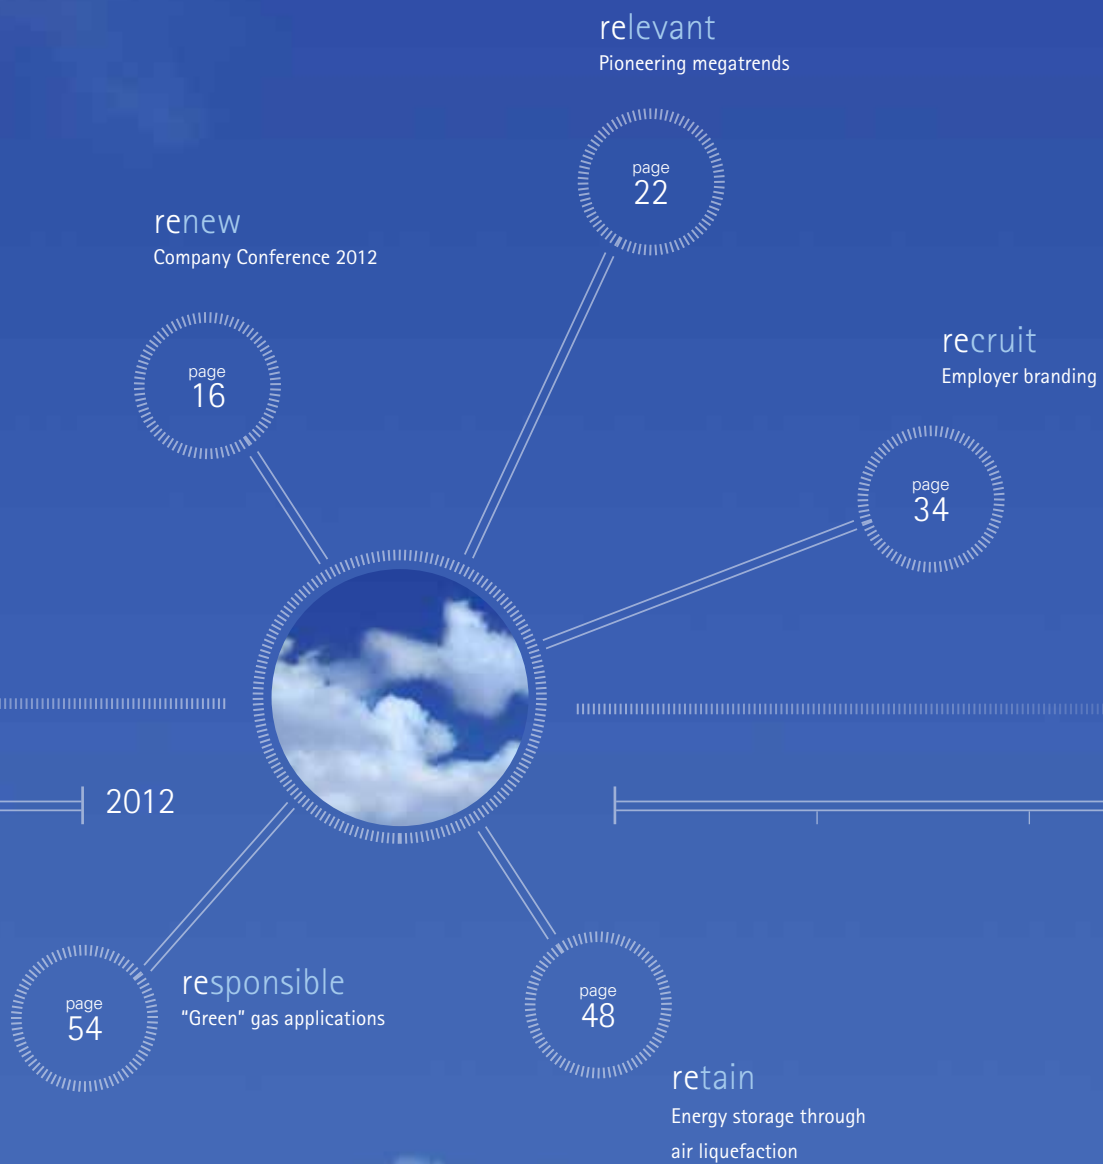 relevant
Pioneering megatrends
page
22
renew
Company Conference 2012
page
16
recruit
Employer branding
page
34
2012
responsible
"Green" gas applications
page
54
page
48
retain
Energy storage through
air liquefaction